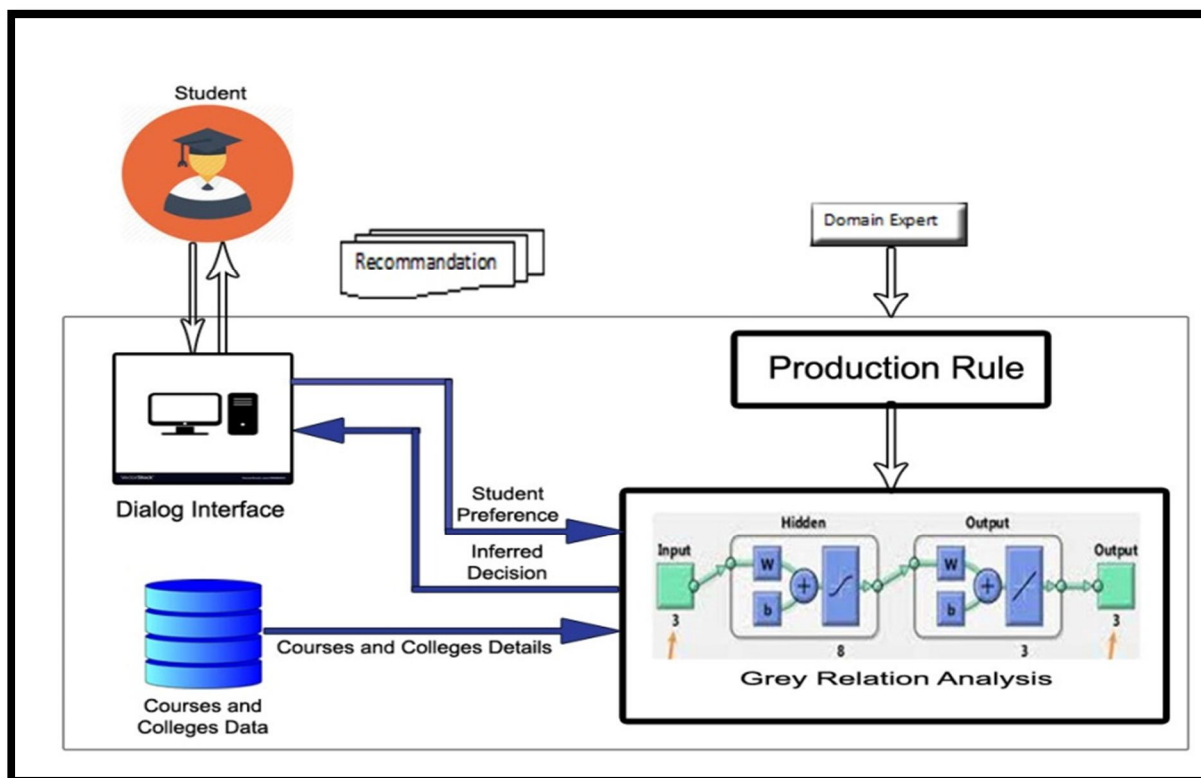 Student
Domain Expert
Recommandation
Production Rule
VectorStock
Dialog Interface
Student
Preference
Inferred
Decision
Courses and Colleges Details
Courses and
Colleges Data
Hidden
Output
Input
Output
W
b
+
W
b
+
3
3
8
3
Grey Relation Analysis